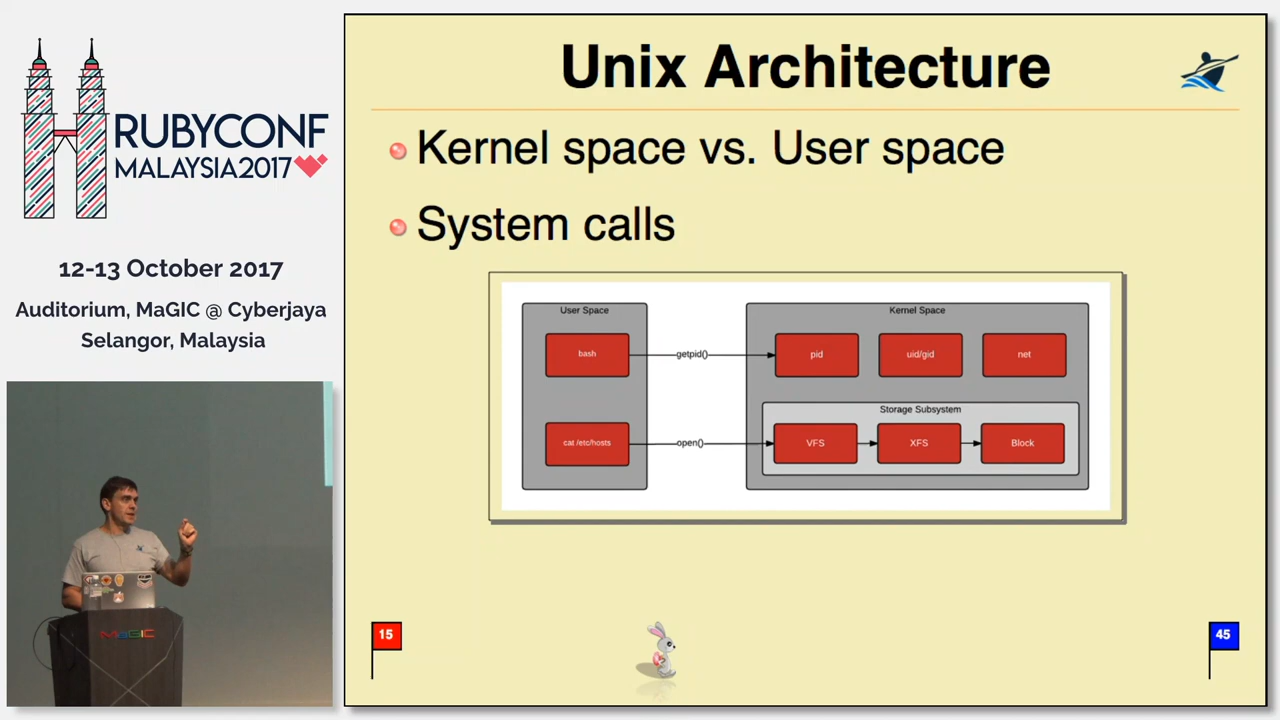 RUBYCONF
MALAYSIA2017
12-13 October 2017
Auditorium, MaGIC @ Cyberjaya
Selangor, Malaysia
MaGIC
Unix Architecture
Kernel space vs. User space
System calls
User Space
Kernel Space
bash
getpid()
pid
uid/gid
net
Storage Subsystem
cat /etc/hosts
open()
VFS
XFS
Block
15
45